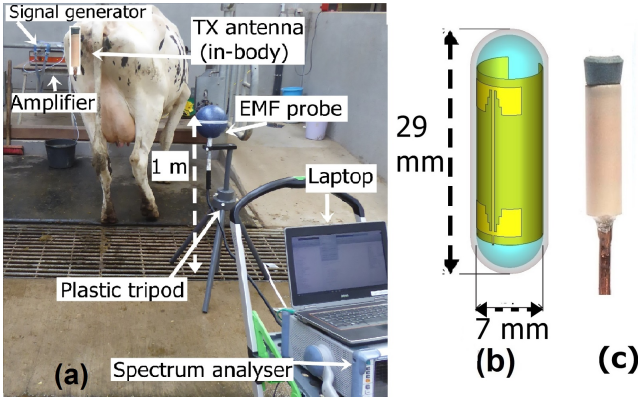 Signal generator
TX antenna
(in-body)
Amplifier
EMF probe
1 m
Laptop
Plastic tripod
Spectrum analyser
(a)
29
mm
7 mm
(b)
(c)